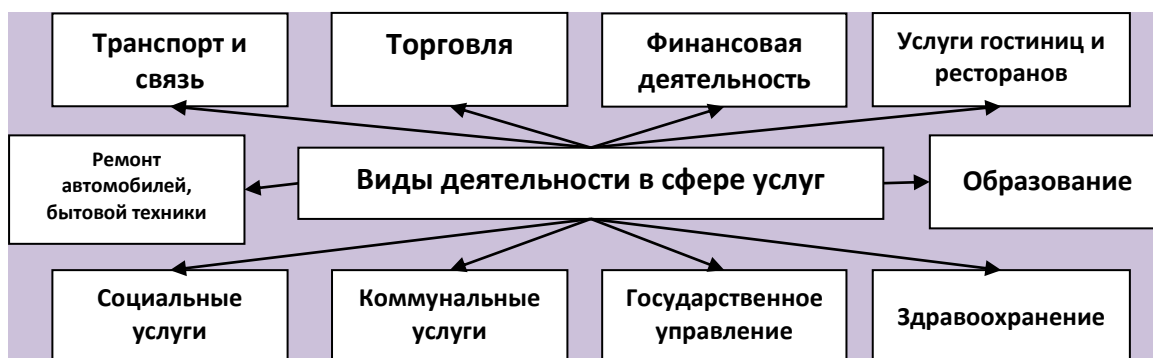 Транспорт и
связь
Торговля
Финансовая
деятельность
Услуги гостиниц и
ресторанов
Ремонт
автомобилей,
бытовой техники
Виды деятельности в сфере услуг
Образование
Социальные
услуги
Коммунальные
услуги
Государственное
управление
Здравоохранение